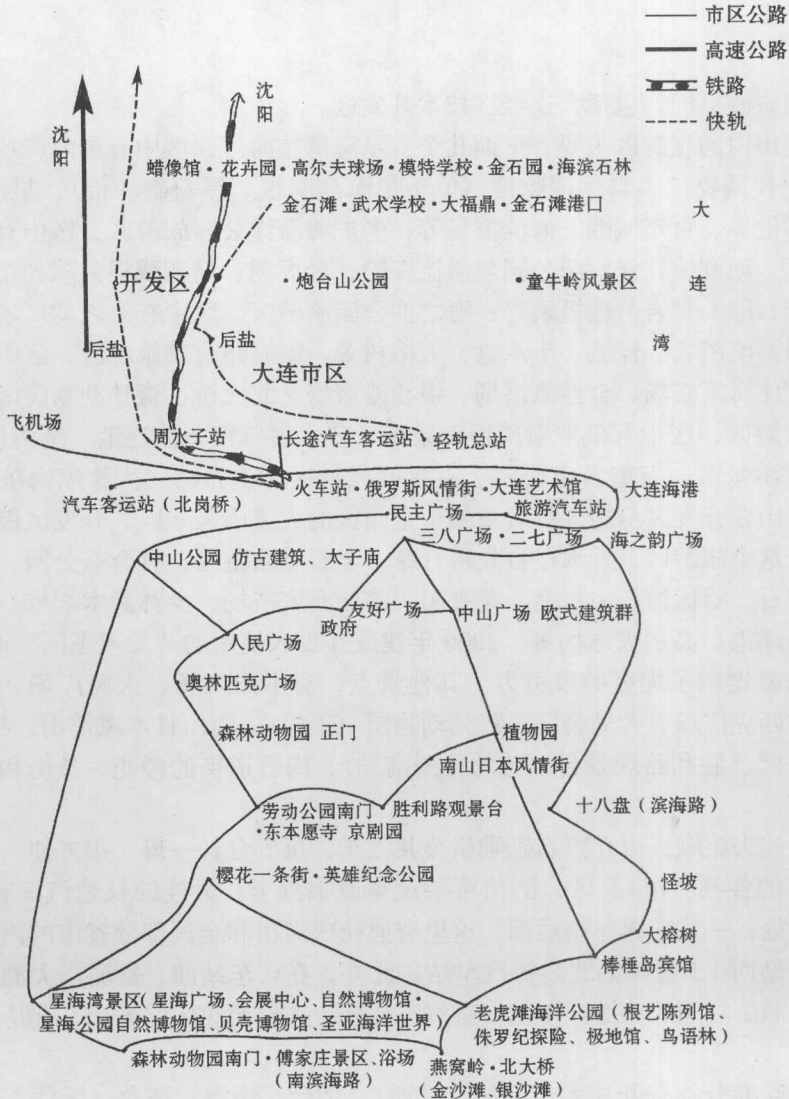 市区公路
高速公路
铁路
快轨
沈阳
沈阳
蜡像馆·花卉园·高尔夫球场·模特学校·金石园·海滨石林
金石滩·武术学校·大福鼎·金石滩港口
大连湾
开发区
炮台山公园
童牛岭风景区
后盐
后盐
大连市区
飞机场
周水子站
长途汽车客运站
轻轨总站
汽车客运站(北岗桥)
火车站·俄罗斯风情街·大连艺术馆
大连海港
民主广场
旅游汽车站
三八广场·二七广场
海之韵广场
中山公园 仿古建筑、太子庙
友好广场
中山广场 欧式建筑群
政府
人民广场
奥林匹克广场
森林动物园 正门
植物园
南山日本风情街
劳动公园南门
胜利路观景台
十八盘(滨海路)
·东本愿寺 京剧园
樱花一条街·英雄纪念公园
怪坡
大榕树
棒棰岛宾馆
星海湾景区(星海广场、会展中心、自然博物馆·
星海公园自然博物馆、贝壳博物馆、圣亚海洋世界)
老虎滩海洋公园(根艺陈列馆、
侏罗纪探险、极地馆、鸟语林)
森林动物园南门·傅家庄景区、浴场
(南滨海路)
燕窝岭·北大桥
(金沙滩、银沙滩)